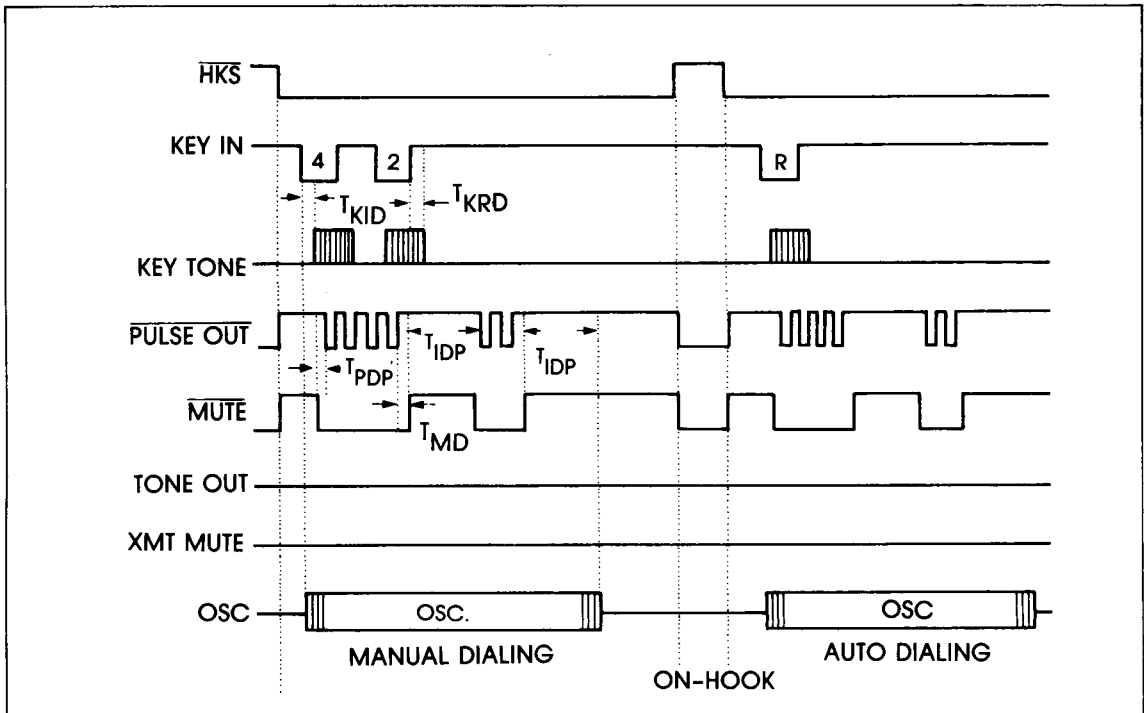 HKS
KEY IN
4
2
R
TKID
TKRD
KEY TONE
PULSE OUT
TIDP
TIDP
TPDP
MUTE
TMD
TONE OUT
XMT MUTE
OSC
OSC.
OSC
MANUAL DIALING
AUTO DIALING
ON-HOOK